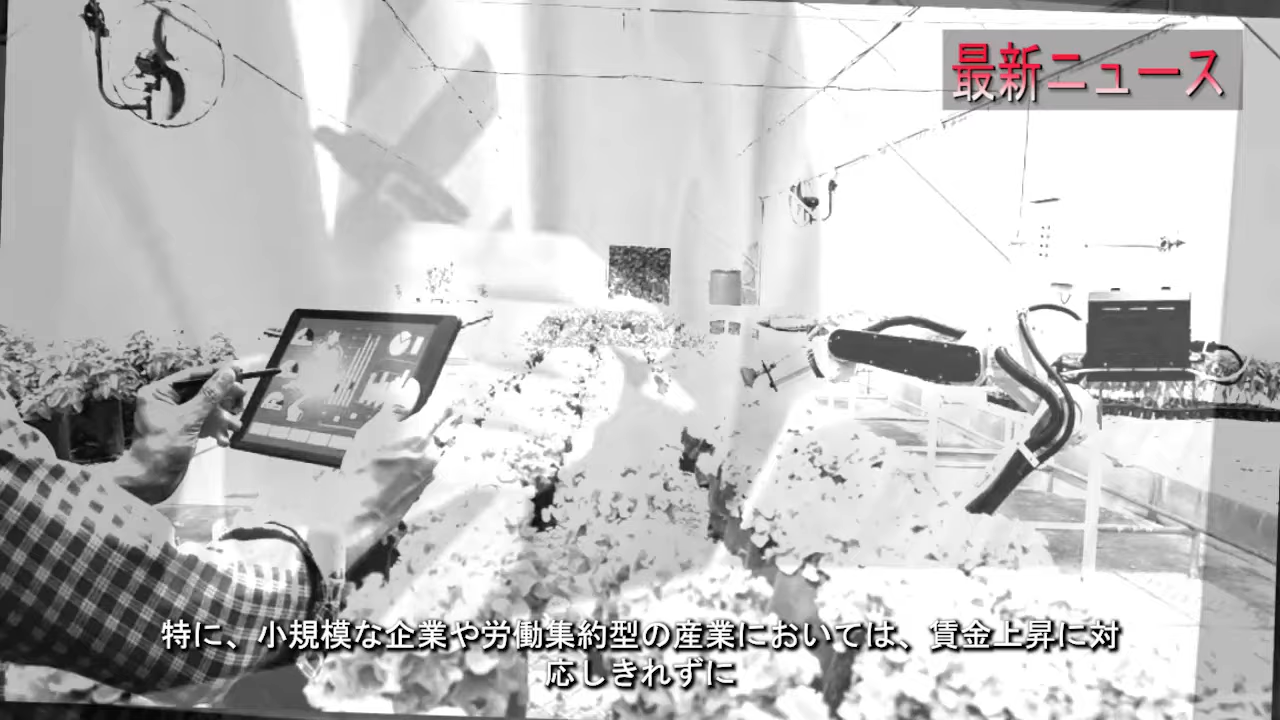 最新ニュース
特に、小規模な企業や労働集約型の産業においては、賃金上昇に対
応しきれずに